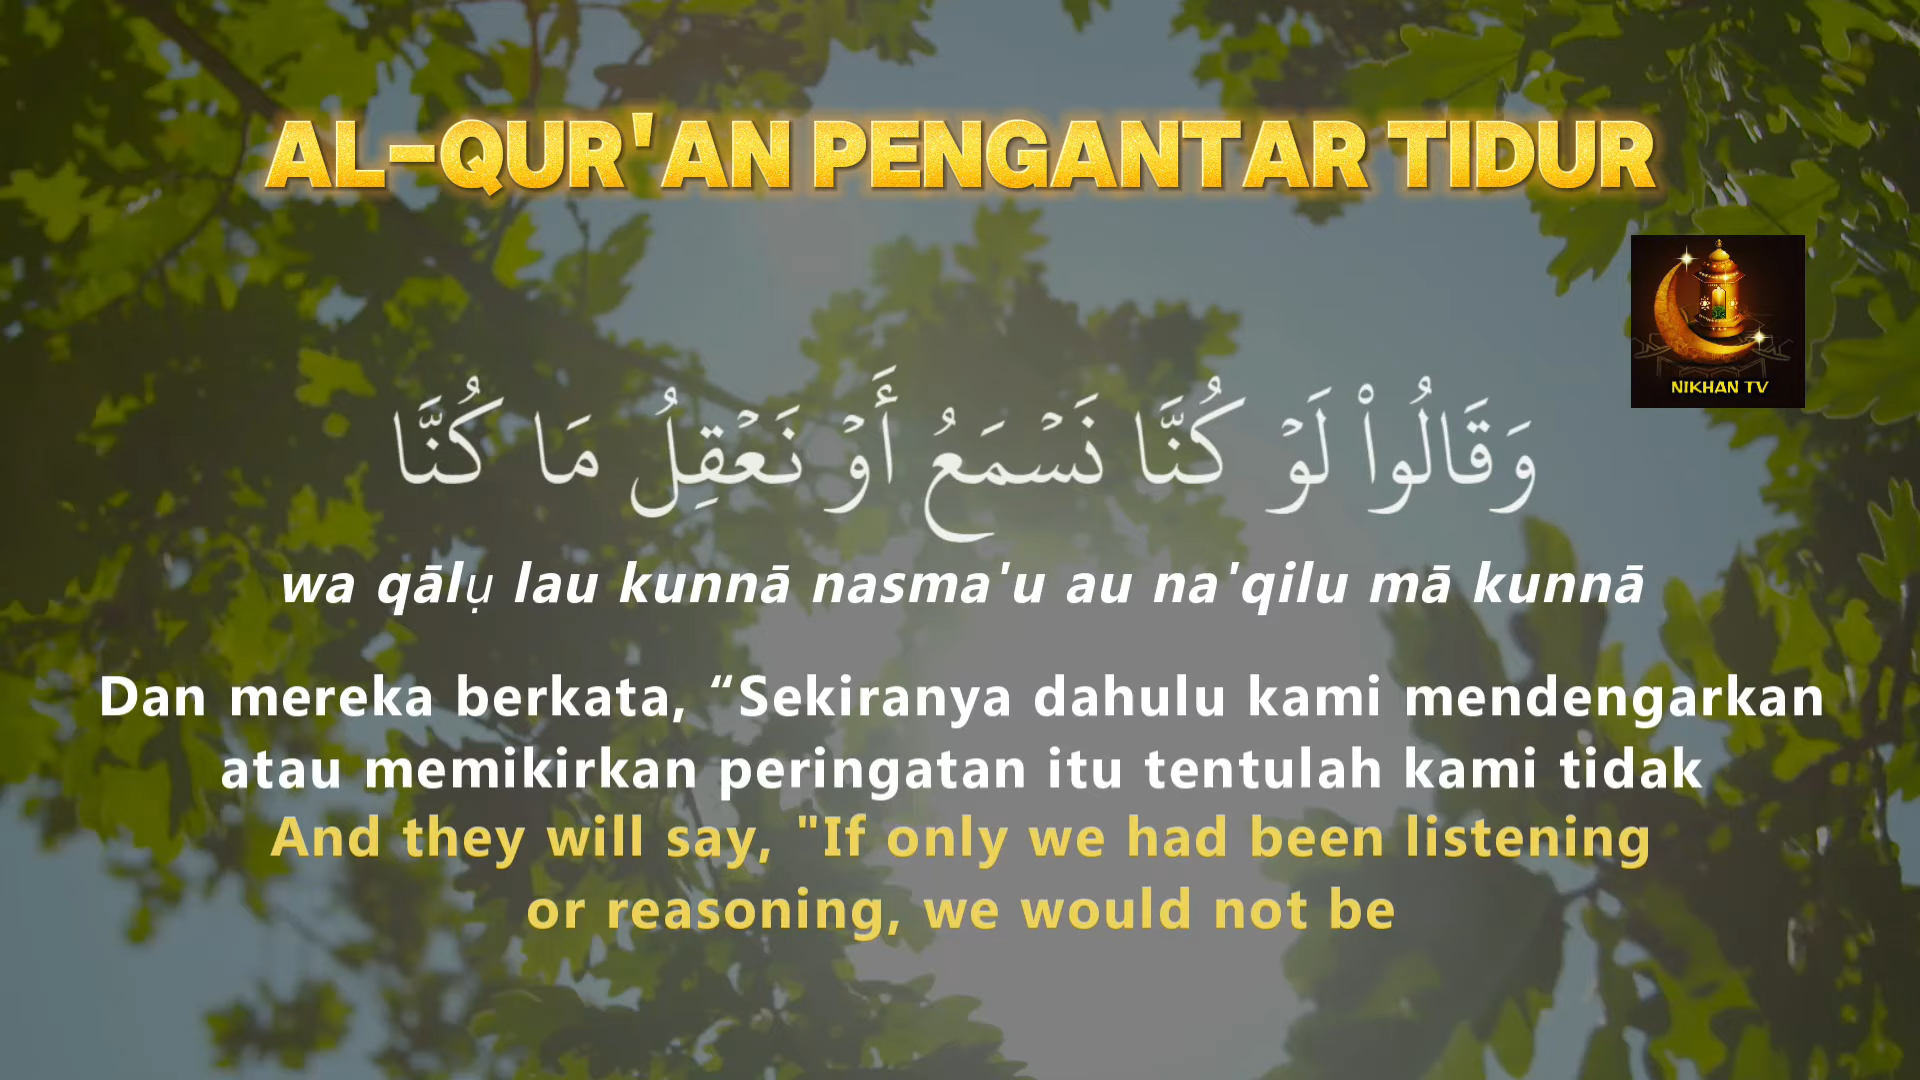 AL-QUR'AN PENGANTAR TIDUR
NIKHAN TV
وَقَالُوا۟ لَوْ كُنَّا نَسْمَعُ أَوْ نَعْقِلُ مَا كُنَّا
wa qālụ lau kunnā nasma'u au na'qilu mā kunnā
Dan mereka berkata, “Sekiranya dahulu kami mendengarkan
atau memikirkan peringatan itu tentulah kami tidak
And they will say, "If only we had been listening
or reasoning, we would not be